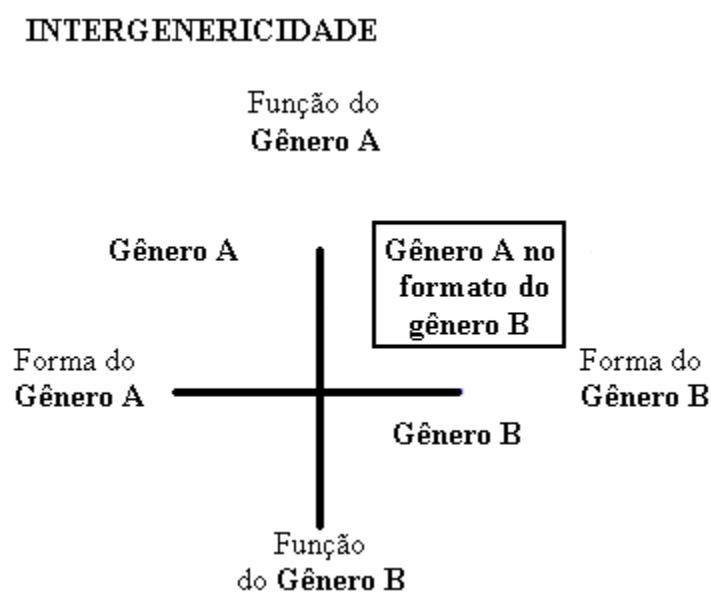 INTERGENERICIDADE
Função do
Gênero A
Gênero A
Gênero A no
formato do
gênero B
Forma do
Gênero A
Forma do
Gênero B
Gênero B
Função
do Gênero B